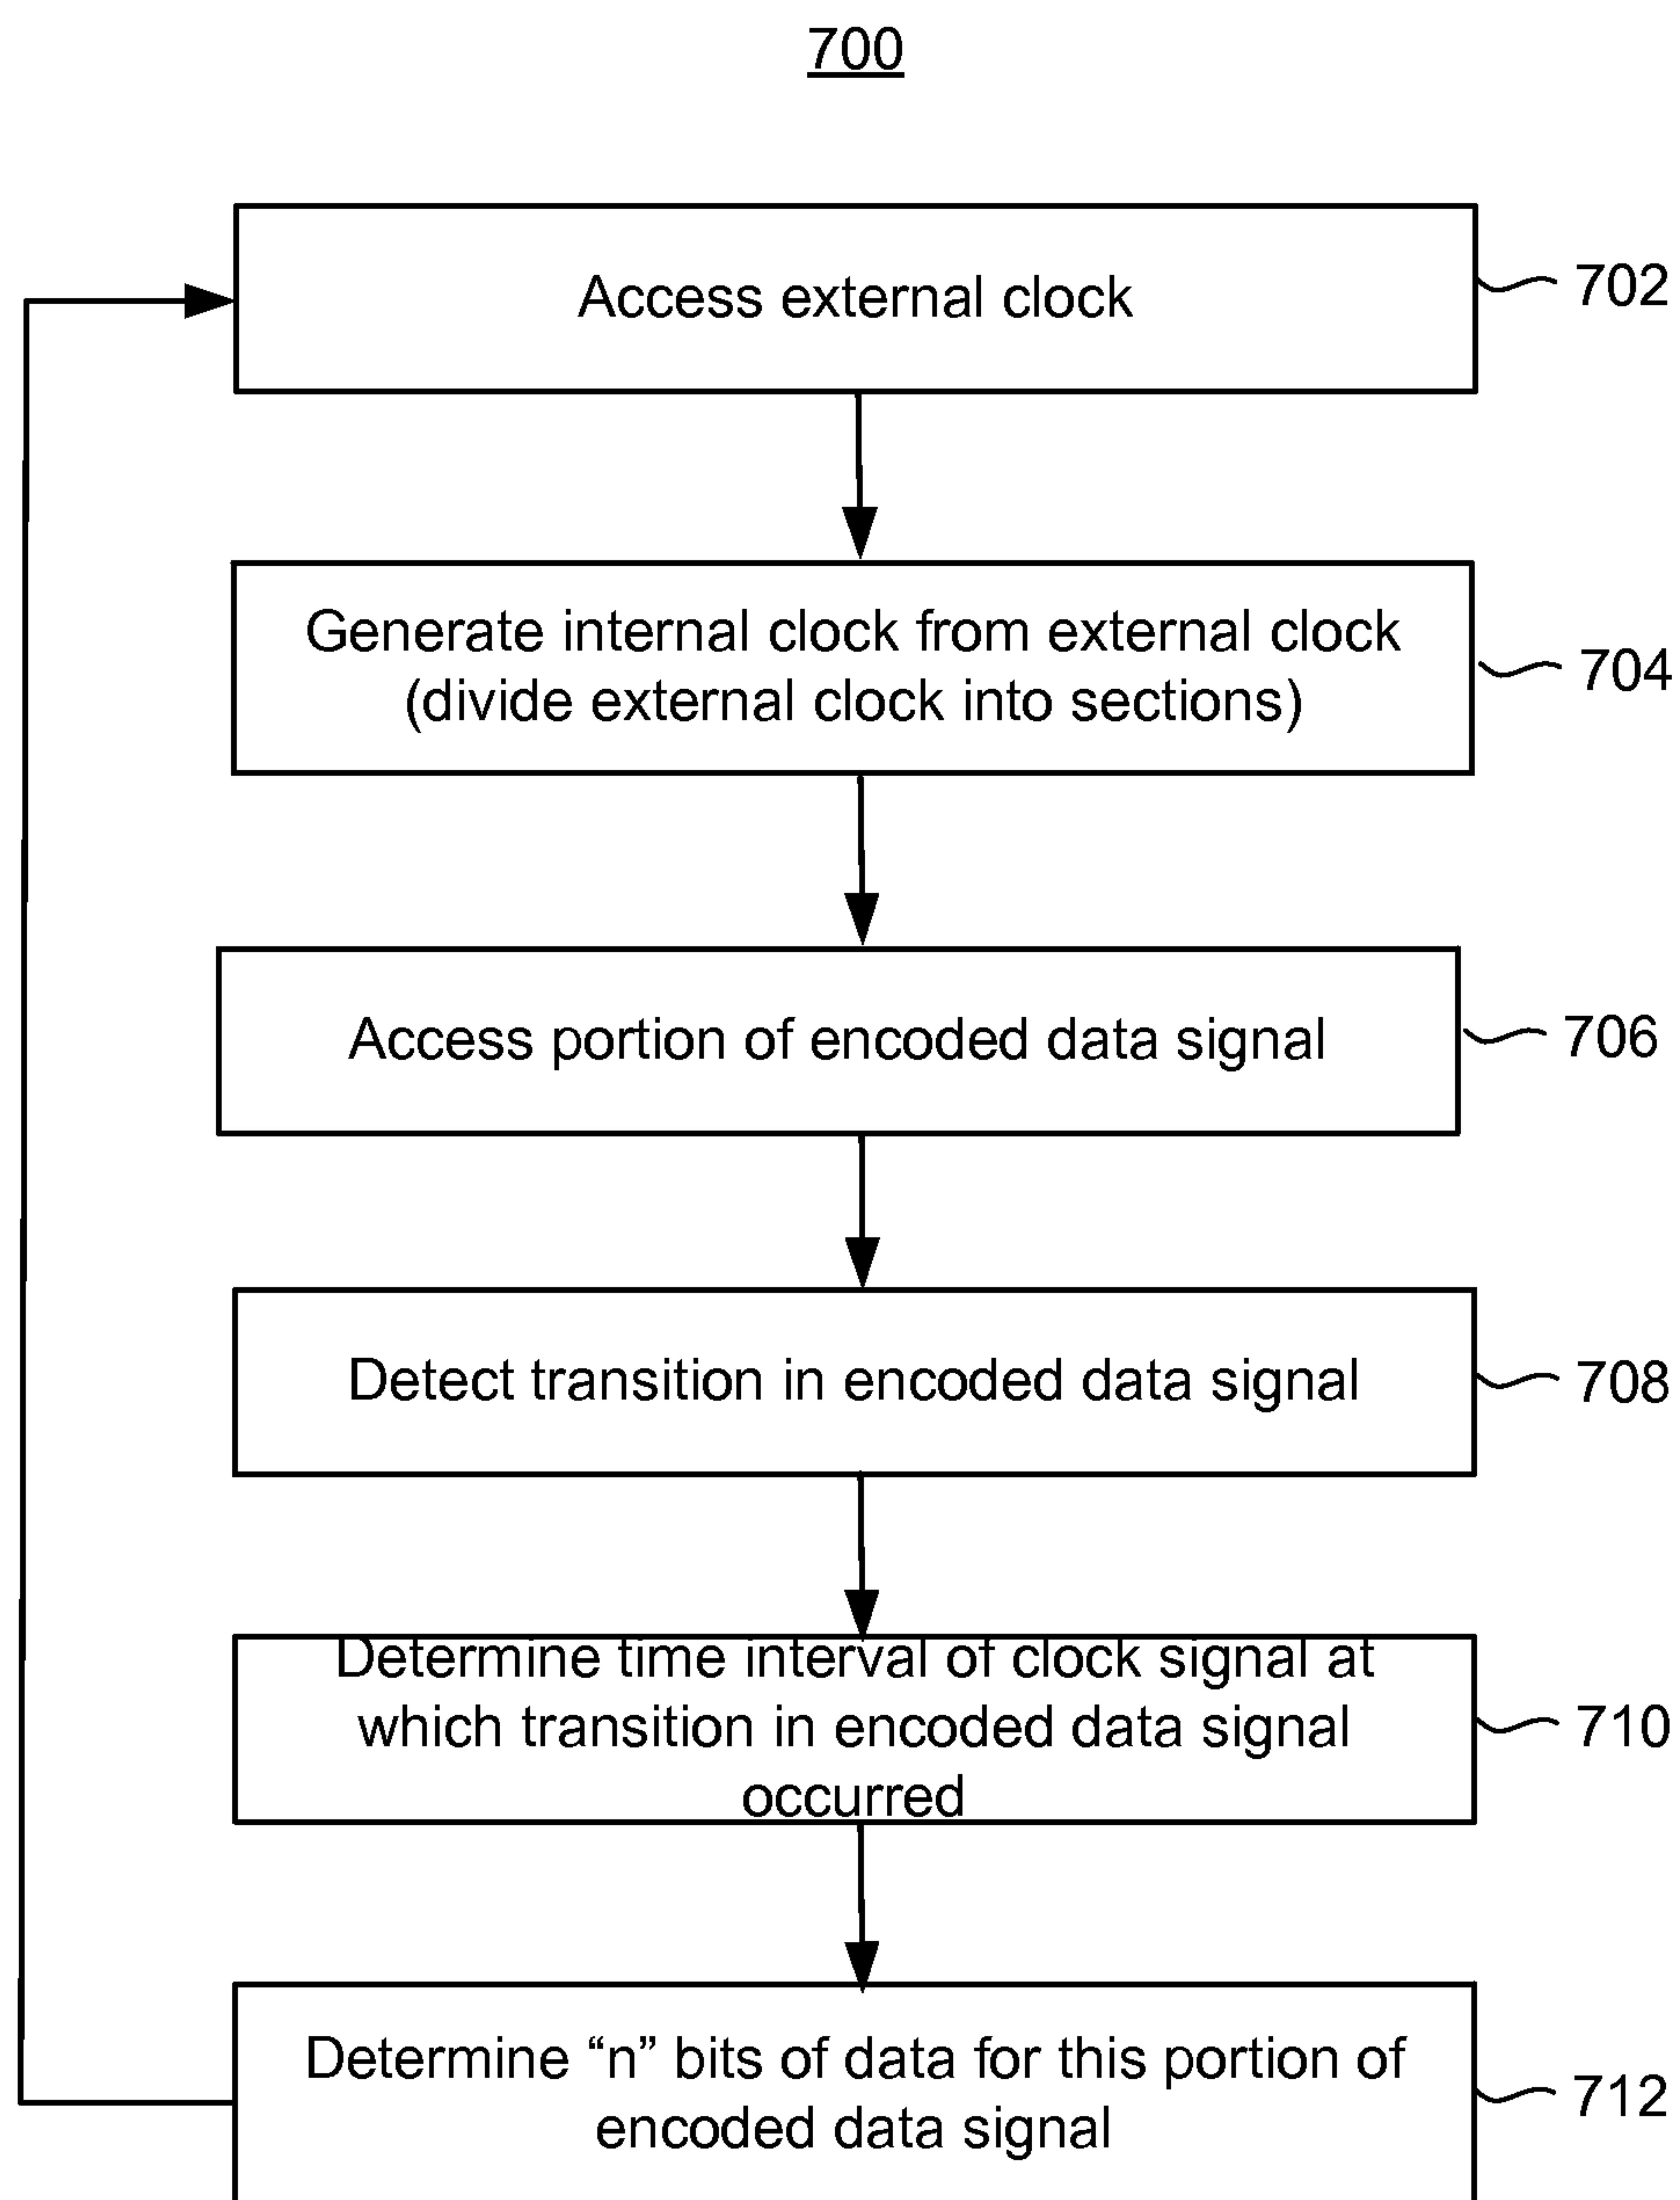 700
Access external clock
702
Generate internal clock from external clock
(divide external clock into sections)
704
Access portion of encoded data signal
706
Detect transition in encoded data signal
708
Determine time interval of clock signal at
which transition in encoded data signal
occurred
710
Determine “n” bits of data for this portion of
encoded data signal
712